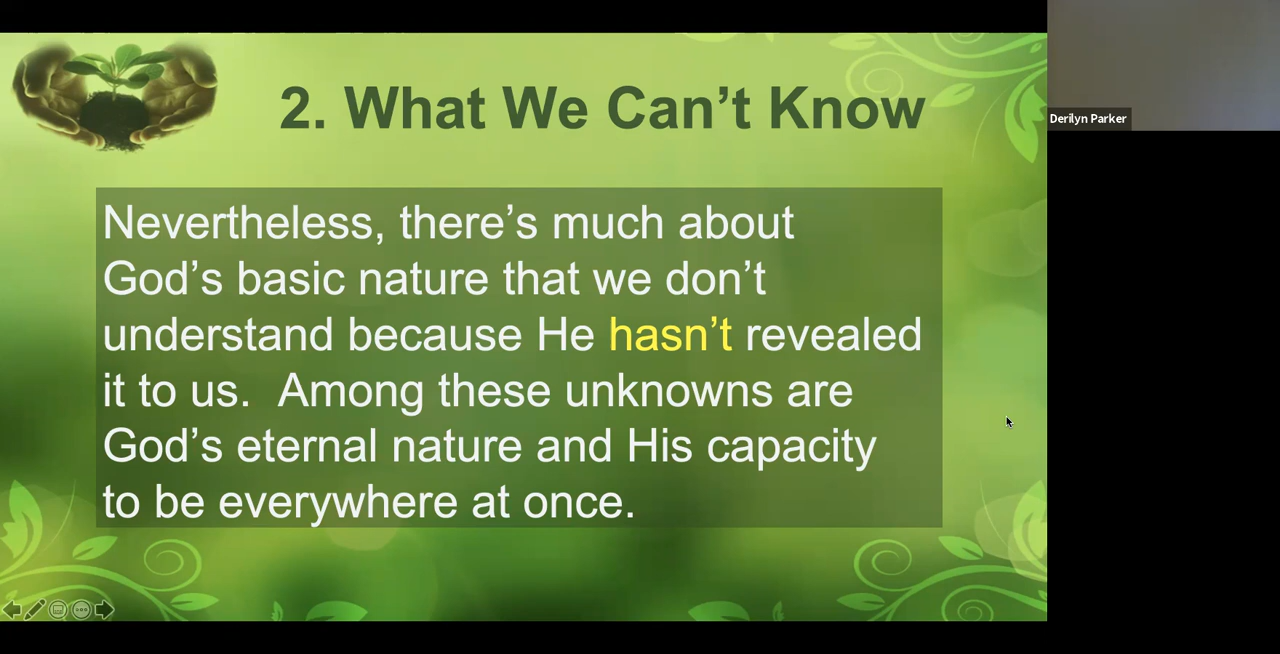 2. What We Can’t Know
Nevertheless, there’s much about
God’s basic nature that we don’t
understand because He hasn’t revealed
it to us.  Among these unknowns are
God’s eternal nature and His capacity
to be everywhere at once.
Derilyn Parker